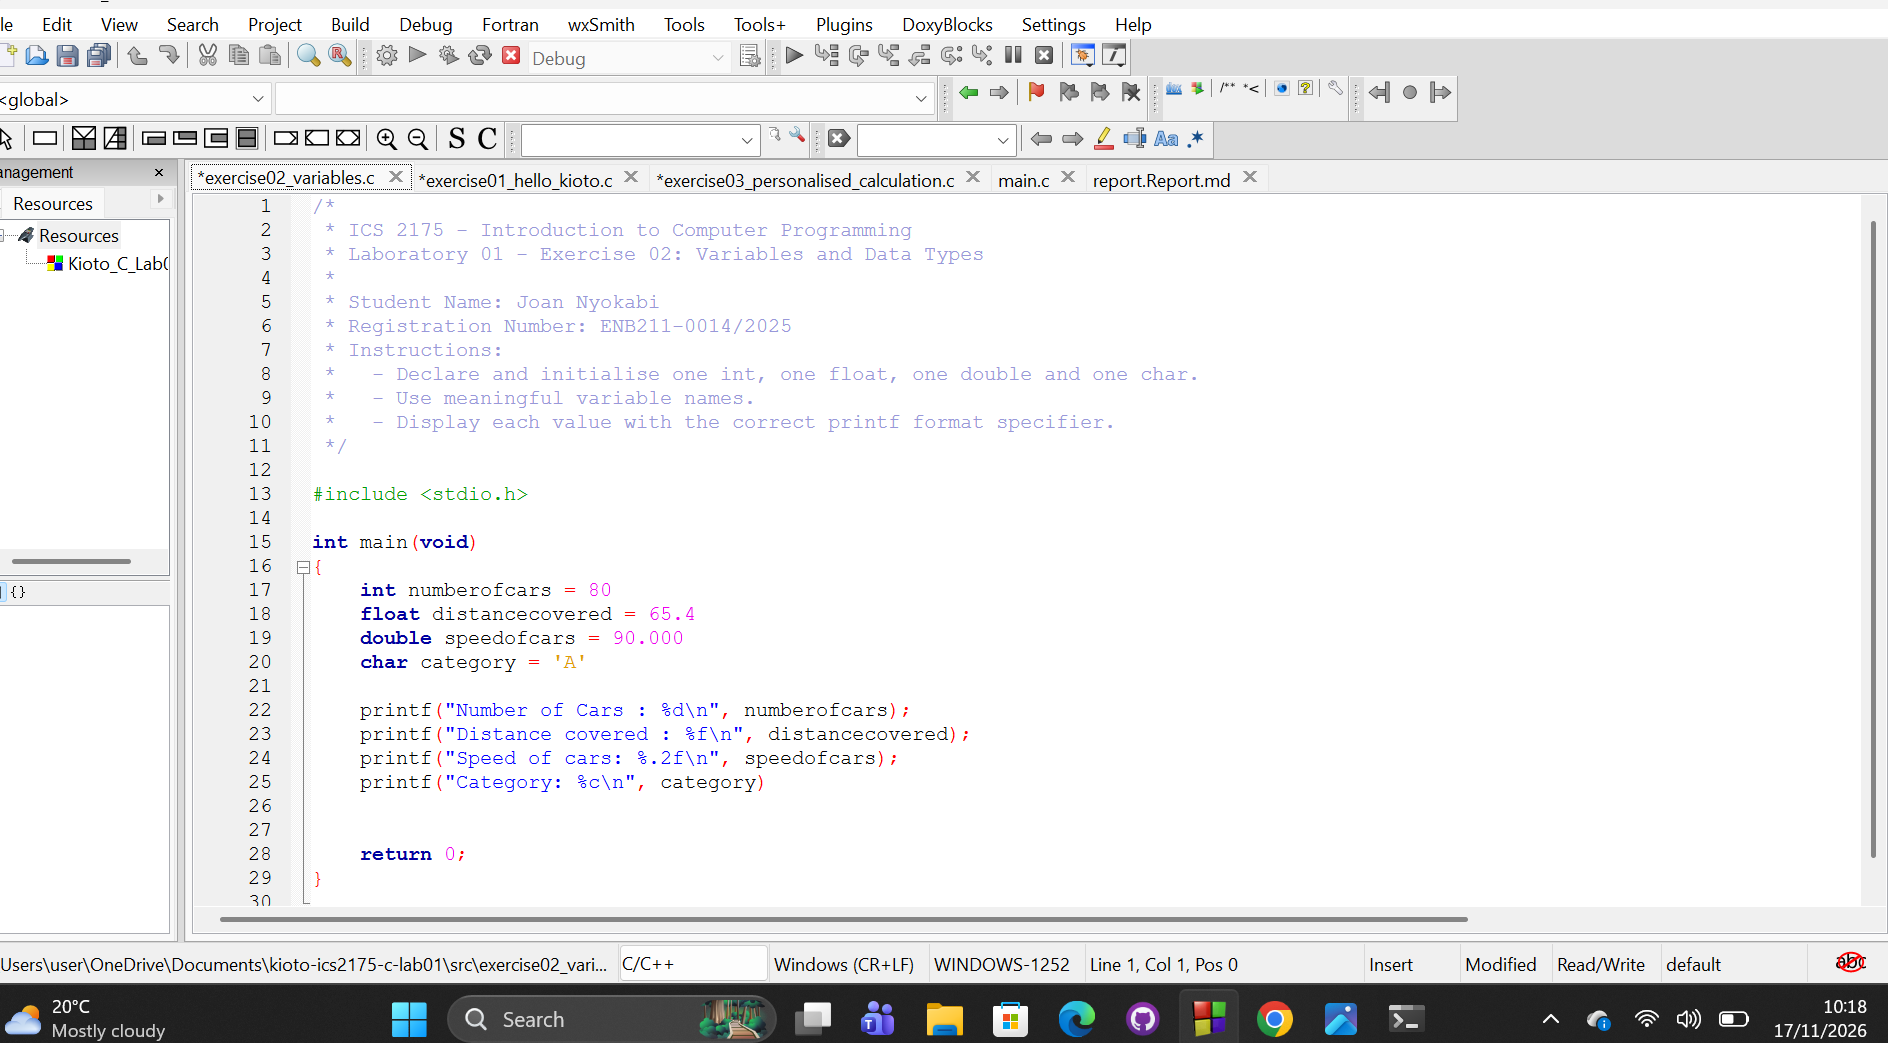 le Edit View Search Project Build Debug Fortran wxSmith Tools Tools+ Plugins DoxyBlocks Settings Help
Debug
<global>
/** *<
S C
Aa .*
anagement ×
Resources
Resources
Kioto_C_Lab0
{}
*exercise02_variables.c *exercise01_hello_kioto.c *exercise03_personalised_calculation.c main.c report.Report.md
1 /*
2 * ICS 2175 - Introduction to Computer Programming
3 * Laboratory 01 - Exercise 02: Variables and Data Types
4 *
5 * Student Name: Joan Nyokabi
6 * Registration Number: ENB211-0014/2025
7 * Instructions:
8 *   - Declare and initialise one int, one float, one double and one char.
9 *   - Use meaningful variable names.
10 *   - Display each value with the correct printf format specifier.
11 */
12
13 #include <stdio.h>
14
15 int main(void)
16 {
17     int numberofcars = 80
18     float distancecovered = 65.4
19     double speedofcars = 90.000
20     char category = 'A'
21
22     printf("Number of Cars : %d\n", numberofcars);
23     printf("Distance covered : %f\n", distancecovered);
24     printf("Speed of cars: %.2f\n", speedofcars);
25     printf("Category: %c\n", category)
26
27
28     return 0;
29 }
30
Users\user\OneDrive\Documents\kioto-ics2175-c-lab01\src\exercise02_vari... C/C++ Windows (CR+LF) WINDOWS-1252 Line 1, Col 1, Pos 0 Insert Modified Read/Write default abc
20°C
Mostly cloudy
Search
10:18
17/11/2026